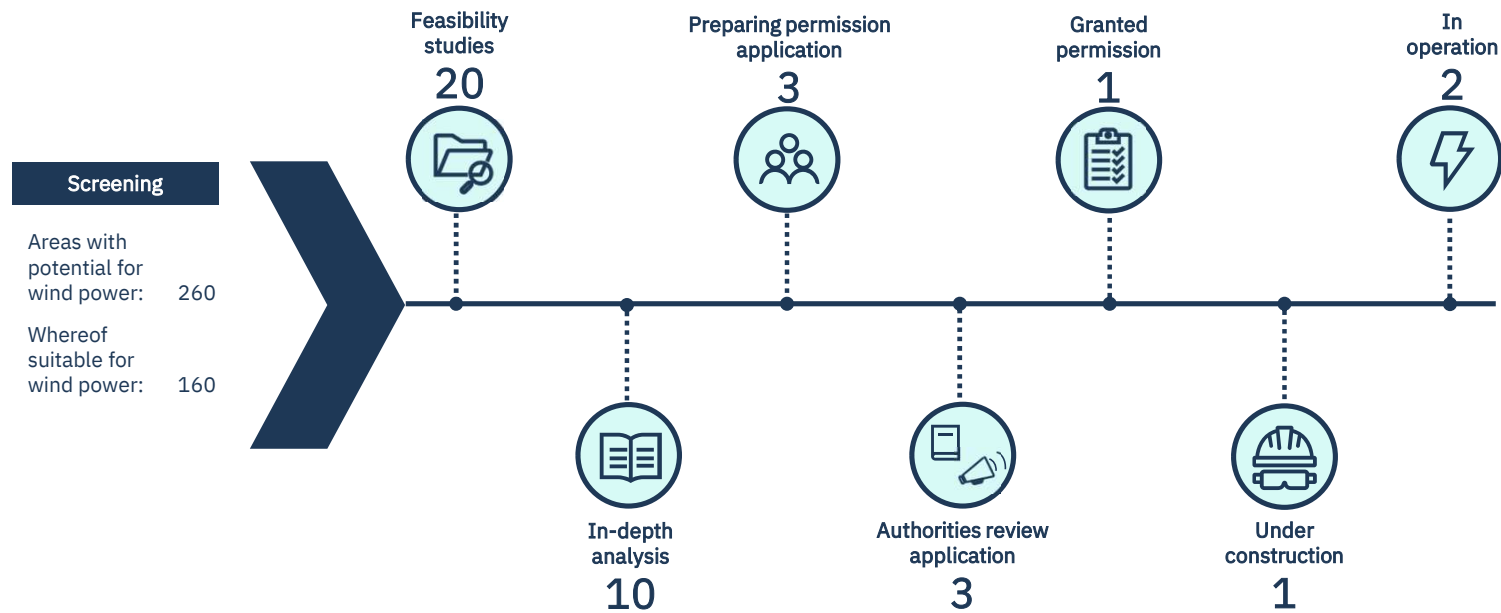 Screening
Areas with
potential for
wind power: 260
Whereof
suitable for
wind power: 160
Feasibility
studies
20
In-depth
analysis
10
Preparing permission
application
3
Authorities review
application
3
Granted
permission
1
Under
construction
1
In
operation
2